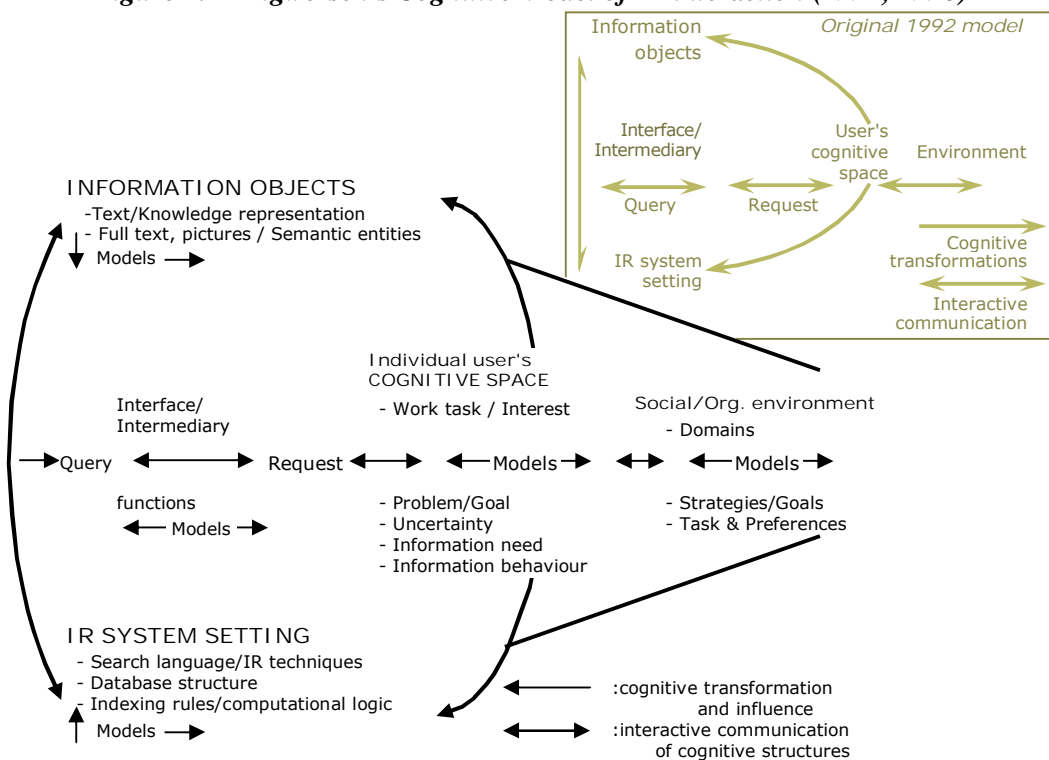 Original 1992 model
Information
objects
Interface/
Intermediary
User's
cognitive
space
Environment
Query
Request
IR system
setting
Cognitive
transformations
Interactive
communication
INFORMATION OBJECTS
-Text/Knowledge representation
- Full text, pictures / Semantic entities
Models
Individual user's
COGNITIVE SPACE
- Work task / Interest
Social/Org. environment
- Domains
Interface/
Intermediary
Query
Request
Models
Models
functions
Models
- Problem/Goal
- Uncertainty
- Information need
- Information behaviour
- Strategies/Goals
- Task & Preferences
IR SYSTEM SETTING
- Search language/IR techniques
- Database structure
- Indexing rules/computational logic
Models
:cognitive transformation
and influence
:interactive communication
of cognitive structures